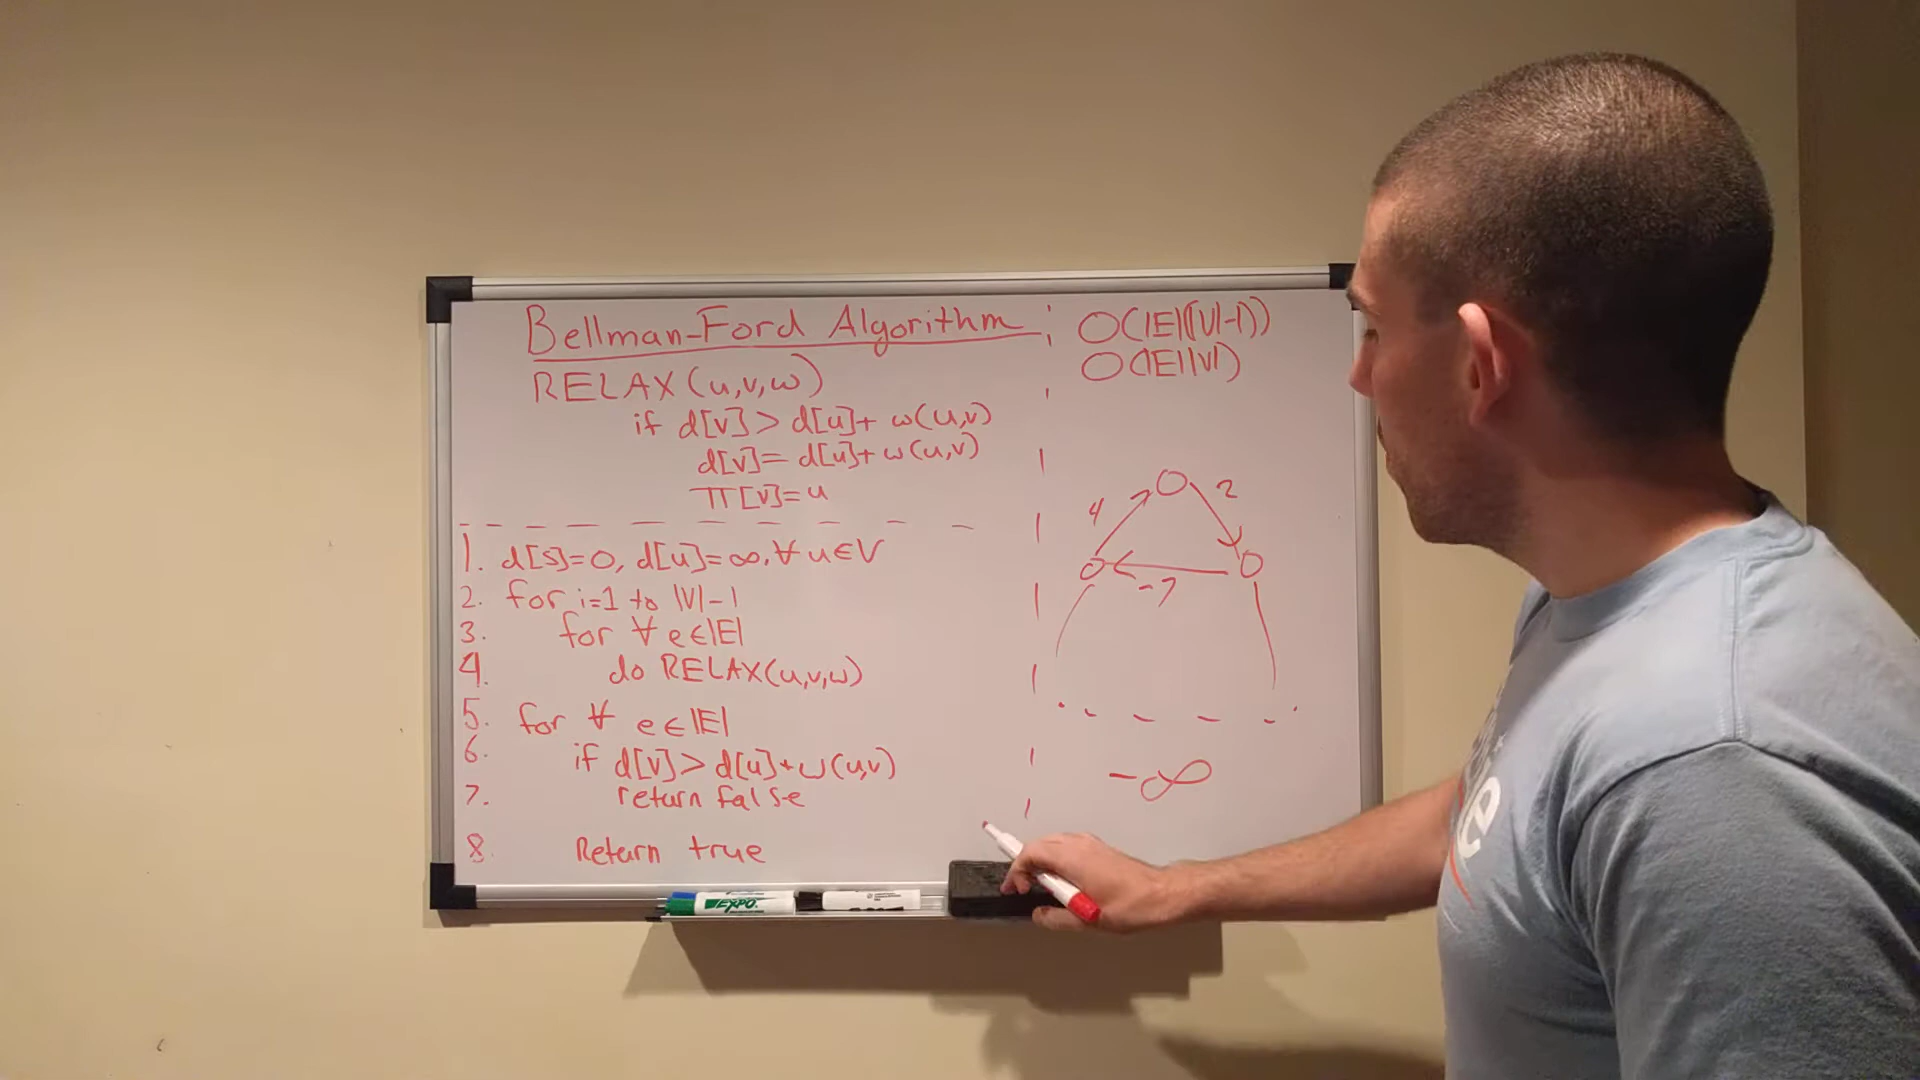 Bellman-Ford Algorithm
RELAX(u,v,w)
if d[v] > d[u]+ w(u,v)
d[v]= d[u]+ w(u,v)
π[v]=u
1. d[s]=0, d[u]=∞, ∀ u∈V
2. for i=1 to |V|-1
3. for ∀ e∈|E|
4. do RELAX(u,v,w)
5. for ∀ e∈|E|
6. if d[v]>d[u]+w(u,v)
7. return false
8. Return true
O(|E|(|V|-1))
O(|E||V|)
4
2
-7
-∞
EXPO